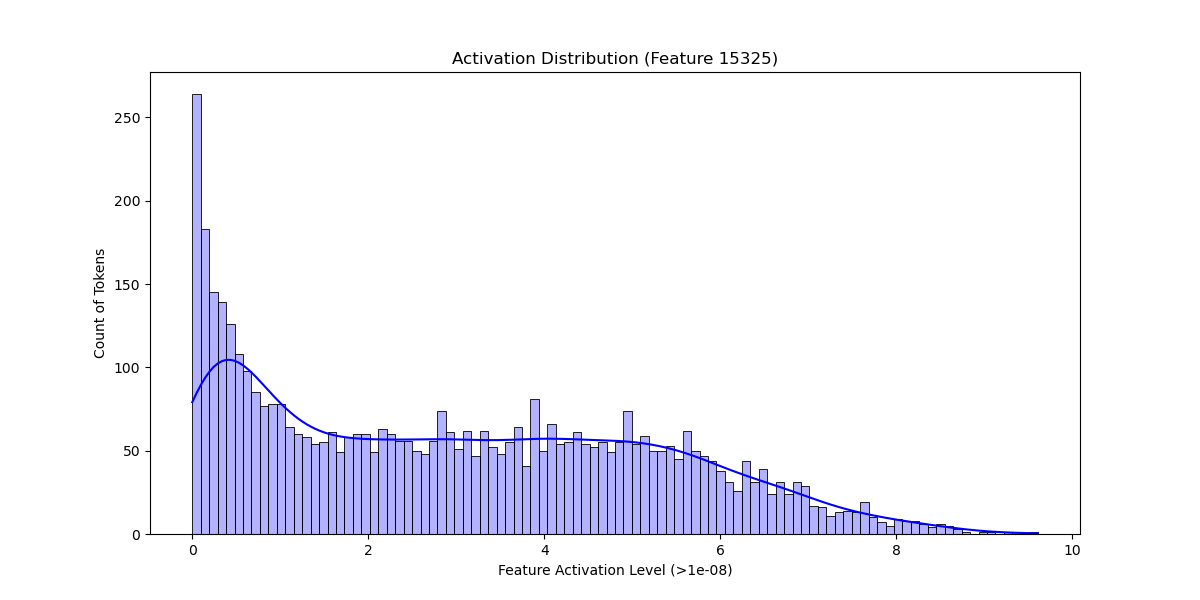 Activation Distribution (Feature 15325)
Count of Tokens
250
200
150
100
50
0
0 2 4 6 8 10
Feature Activation Level (>1e-08)